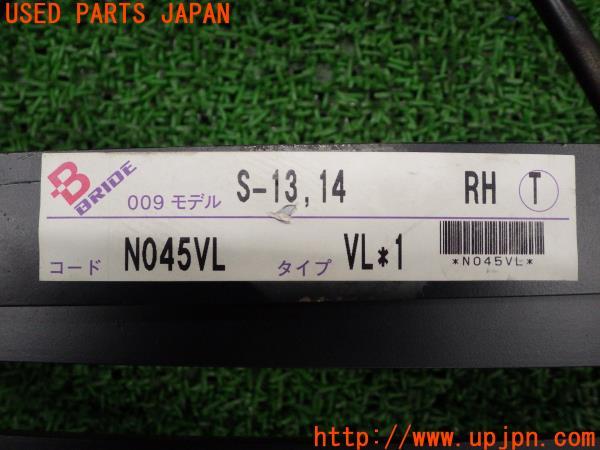 USED PARTS JAPAN
BRIDE
009 モデル S-13,14 RH T
コード N045VL タイプ VL*1
*N045VL*
http://www.upjpn.com/